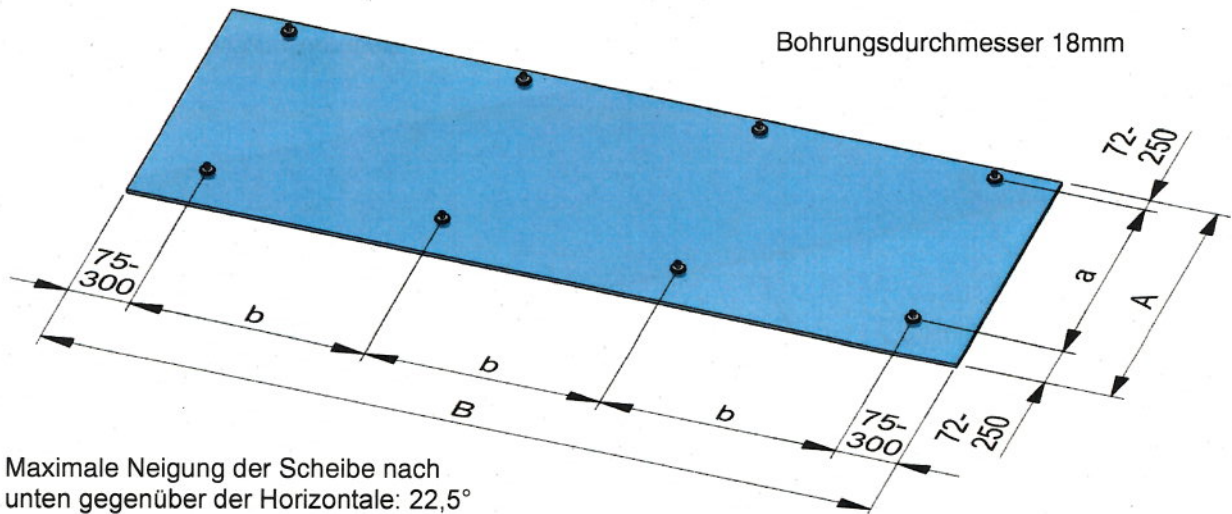 Bohrungsdurchmesser 18mm
72-
250
a
A
75-
300
b
b
b
B
75-
300
72-
250
Maximale Neigung der Scheibe nach
unten gegenüber der Horizontale: 22,5°